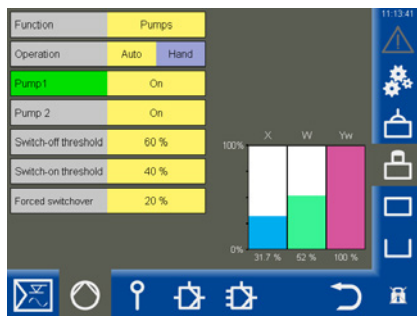 11:13:41
Function Pumps
Operation Auto Hand
Pump1 On
Pump 2 On
Switch-off threshold 60 %
Switch-on threshold 40 %
Forced switchover 20 %
X W Yw
100%
0%
31.7 % 52 % 100 %